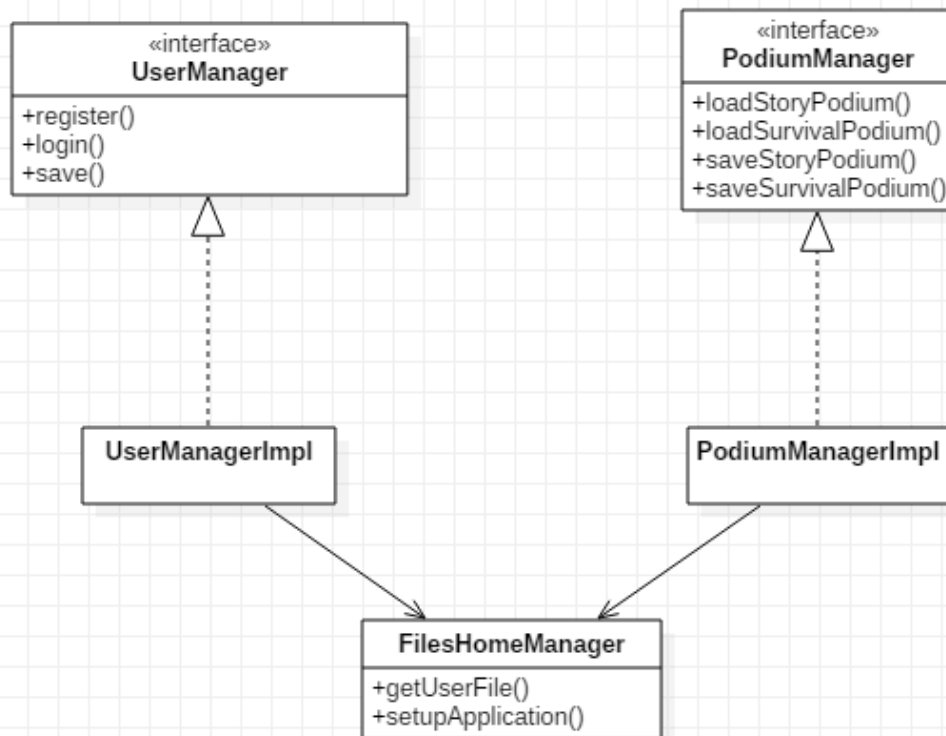 «interface»
UserManager
+register()
+login()
+save()
«interface»
PodiumManager
+loadStoryPodium()
+loadSurvivalPodium()
+saveStoryPodium()
+saveSurvivalPodium()
UserManagerImpl
PodiumManagerImpl
FilesHomeManager
+getUserFile()
+setupApplication()